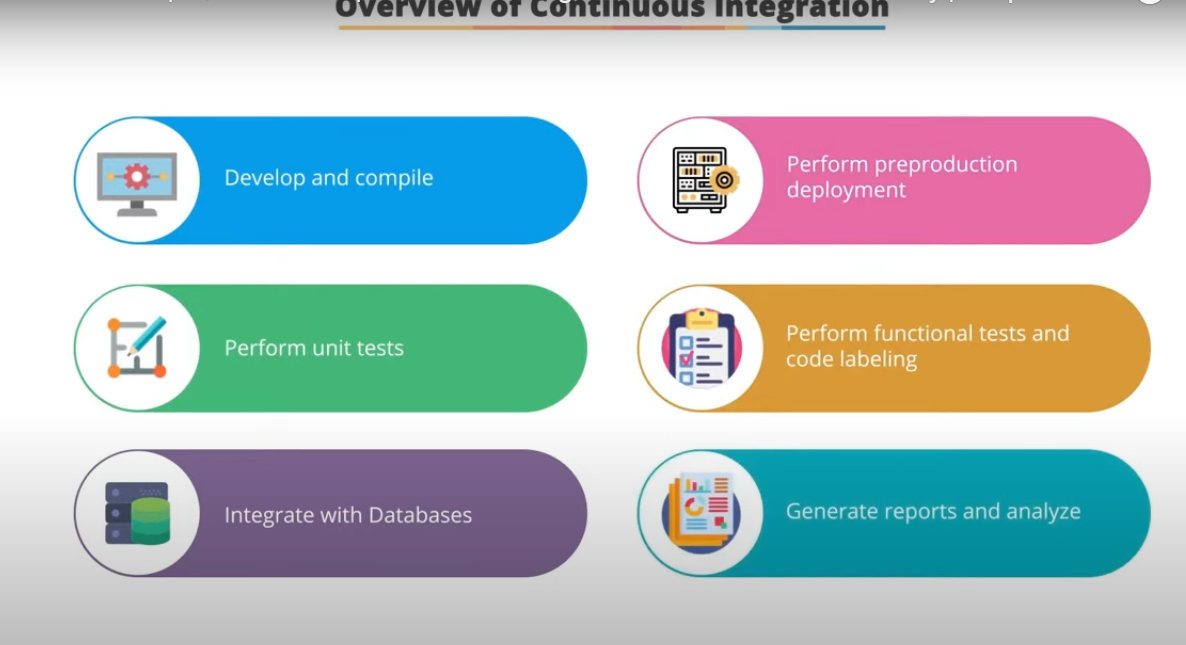 Overview of Continuous Integration
Develop and compile
Perform unit tests
Integrate with Databases
Perform preproduction
deployment
Perform functional tests and
code labeling
Generate reports and analyze